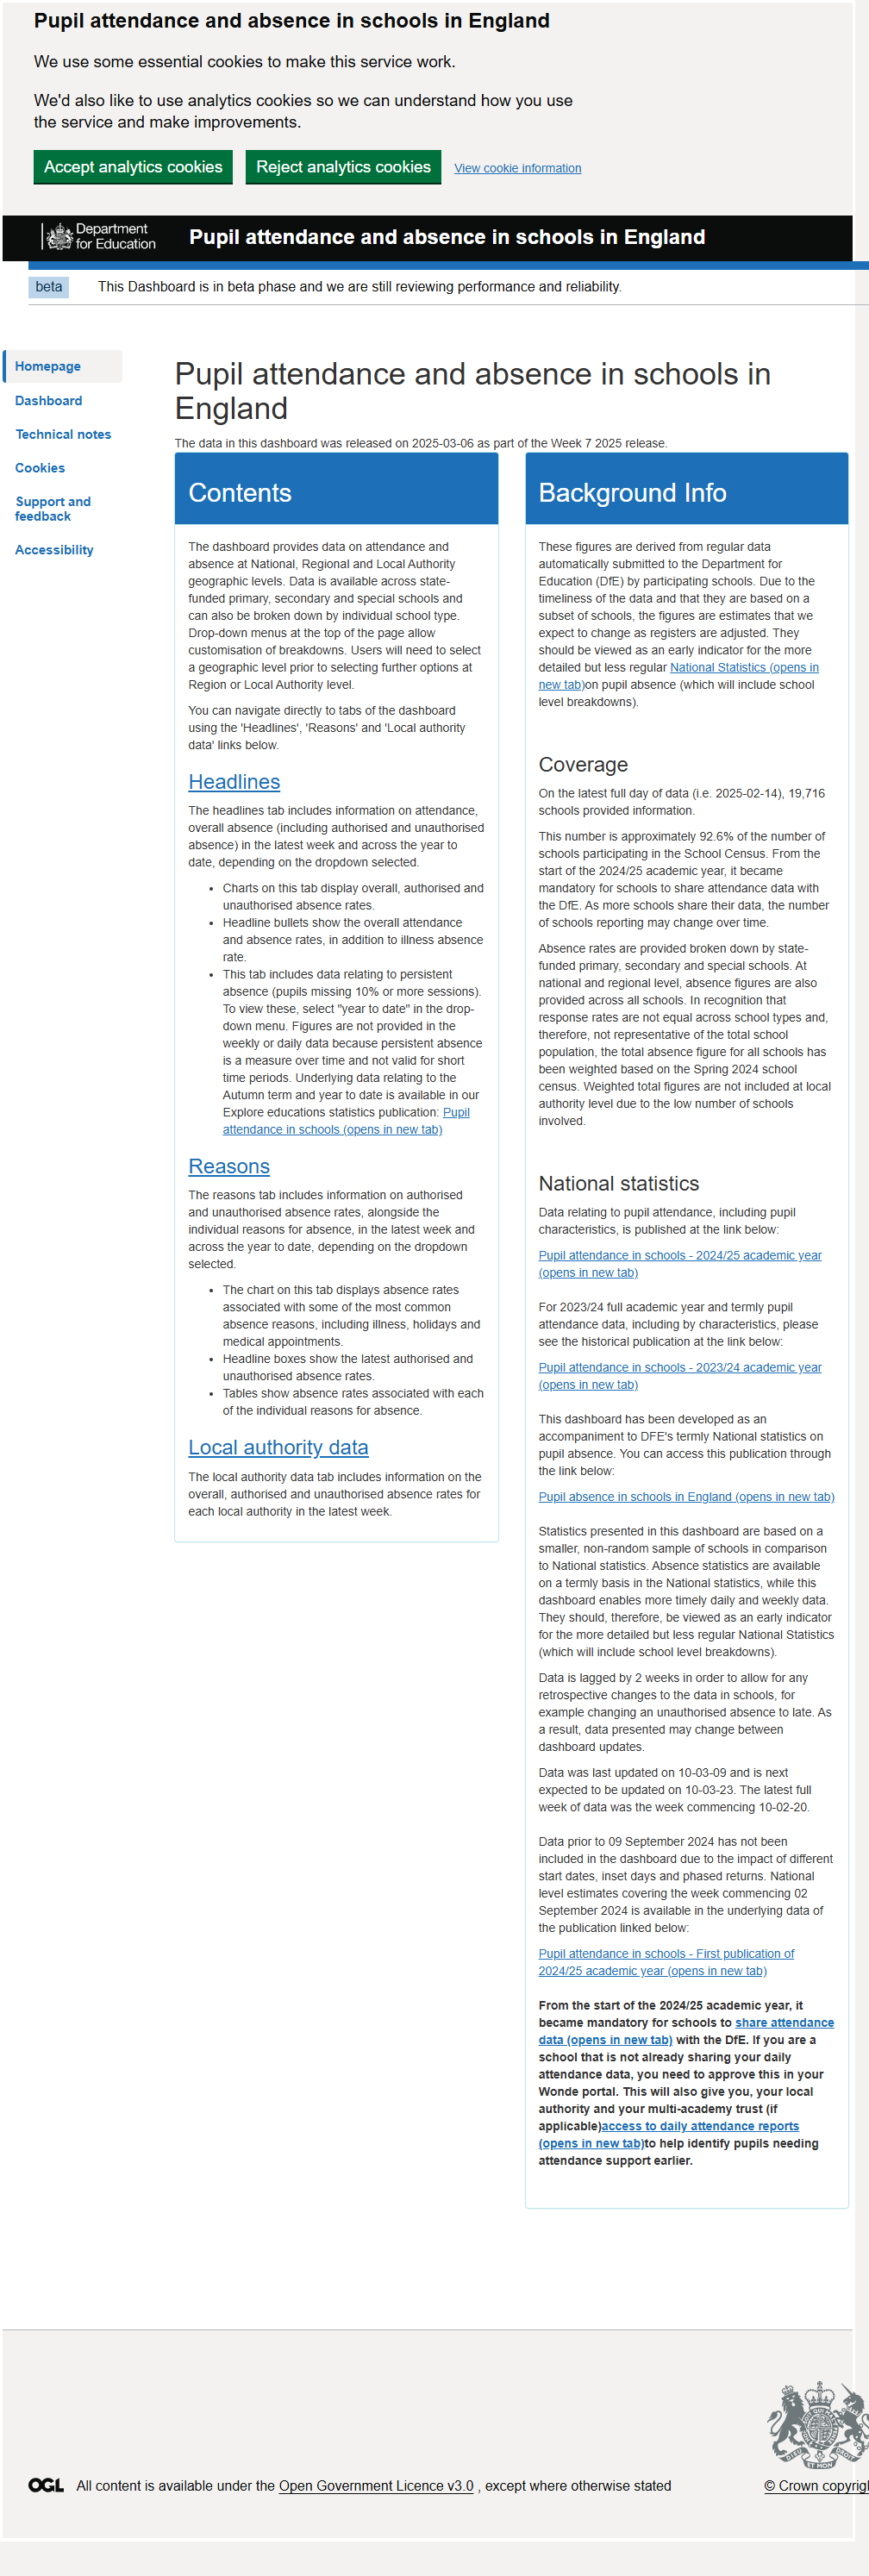 Pupil attendance and absence in schools in England
We use some essential cookies to make this service work.
We'd also like to use analytics cookies so we can understand how you use
the service and make improvements.
Accept analytics cookies
Reject analytics cookies
View cookie information
Department
for Education
Pupil attendance and absence in schools in England
beta
This Dashboard is in beta phase and we are still reviewing performance and reliability.
Homepage
Dashboard
Technical notes
Cookies
Support and
feedback
Accessibility
Pupil attendance and absence in schools in
England
The data in this dashboard was released on 2025-03-06 as part of the Week 7 2025 release.
Contents
The dashboard provides data on attendance and
absence at National, Regional and Local Authority
geographic levels. Data is available across state-
funded primary, secondary and special schools and
can also be broken down by individual school type.
Drop-down menus at the top of the page allow
customisation of breakdowns. Users will need to select
a geographic level prior to selecting further options at
Region or Local Authority level.
You can navigate directly to tabs of the dashboard
using the 'Headlines', 'Reasons' and 'Local authority
data' links below.
Headlines
The headlines tab includes information on attendance,
overall absence (including authorised and unauthorised
absence) in the latest week and across the year to
date, depending on the dropdown selected.
• Charts on this tab display overall, authorised and
unauthorised absence rates.
• Headline bullets show the overall attendance
and absence rates, in addition to illness absence
rate.
• This tab includes data relating to persistent
absence (pupils missing 10% or more sessions).
To view these, select "year to date" in the drop-
down menu. Figures are not provided in the
weekly or daily data because persistent absence
is a measure over time and not valid for short
time periods. Underlying data relating to the
Autumn term and year to date is available in our
Explore educations statistics publication: Pupil
attendance in schools (opens in new tab)
Reasons
The reasons tab includes information on authorised
and unauthorised absence rates, alongside the
individual reasons for absence, in the latest week and
across the year to date, depending on the dropdown
selected.
• The chart on this tab displays absence rates
associated with some of the most common
absence reasons, including illness, holidays and
medical appointments.
• Headline boxes show the latest authorised and
unauthorised absence rates.
• Tables show absence rates associated with each
of the individual reasons for absence.
Local authority data
The local authority data tab includes information on the
overall, authorised and unauthorised absence rates for
each local authority in the latest week.
Background Info
These figures are derived from regular data
automatically submitted to the Department for
Education (DfE) by participating schools. Due to the
timeliness of the data and that they are based on a
subset of schools, the figures are estimates that we
expect to change as registers are adjusted. They
should be viewed as an early indicator for the more
detailed but less regular National Statistics (opens in
new tab)on pupil absence (which will include school
level breakdowns).
Coverage
On the latest full day of data (i.e. 2025-02-14), 19,716
schools provided information.
This number is approximately 92.6% of the number of
schools participating in the School Census. From the
start of the 2024/25 academic year, it became
mandatory for schools to share attendance data with
the DfE. As more schools share their data, the number
of schools reporting may change over time.
Absence rates are provided broken down by state-
funded primary, secondary and special schools. At
national and regional level, absence figures are also
provided across all schools. In recognition that
response rates are not equal across school types and,
therefore, not representative of the total school
population, the total absence figure for all schools has
been weighted based on the Spring 2024 school
census. Weighted total figures are not included at local
authority level due to the low number of schools
involved.
National statistics
Data relating to pupil attendance, including pupil
characteristics, is published at the link below:
Pupil attendance in schools - 2024/25 academic year
(opens in new tab)
For 2023/24 full academic year and termly pupil
attendance data, including by characteristics, please
see the historical publication at the link below:
Pupil attendance in schools - 2023/24 academic year
(opens in new tab)
This dashboard has been developed as an
accompaniment to DFE's termly National statistics on
pupil absence. You can access this publication through
the link below:
Pupil absence in schools in England (opens in new tab)
Statistics presented in this dashboard are based on a
smaller, non-random sample of schools in comparison
to National statistics. Absence statistics are available
on a termly basis in the National statistics, while this
dashboard enables more timely daily and weekly data.
They should, therefore, be viewed as an early indicator
for the more detailed but less regular National Statistics
(which will include school level breakdowns).
Data is lagged by 2 weeks in order to allow for any
retrospective changes to the data in schools, for
example changing an unauthorised absence to late. As
a result, data presented may change between
dashboard updates.
Data was last updated on 10-03-09 and is next
expected to be updated on 10-03-23. The latest full
week of data was the week commencing 10-02-20.
Data prior to 09 September 2024 has not been
included in the dashboard due to the impact of different
start dates, inset days and phased returns. National
level estimates covering the week commencing 02
September 2024 is available in the underlying data of
the publication linked below:
Pupil attendance in schools - First publication of
2024/25 academic year (opens in new tab)
From the start of the 2024/25 academic year, it
became mandatory for schools to share attendance
data (opens in new tab) with the DfE. If you are a
school that is not already sharing your daily
attendance data, you need to approve this in your
Wonde portal. This will also give you, your local
authority and your multi-academy trust (if
applicable)access to daily attendance reports
(opens in new tab)to help identify pupils needing
attendance support earlier.
OGL
All content is available under the Open Government Licence v3.0 , except where otherwise stated
DIEU ET MON DROIT
© Crown copyrigh